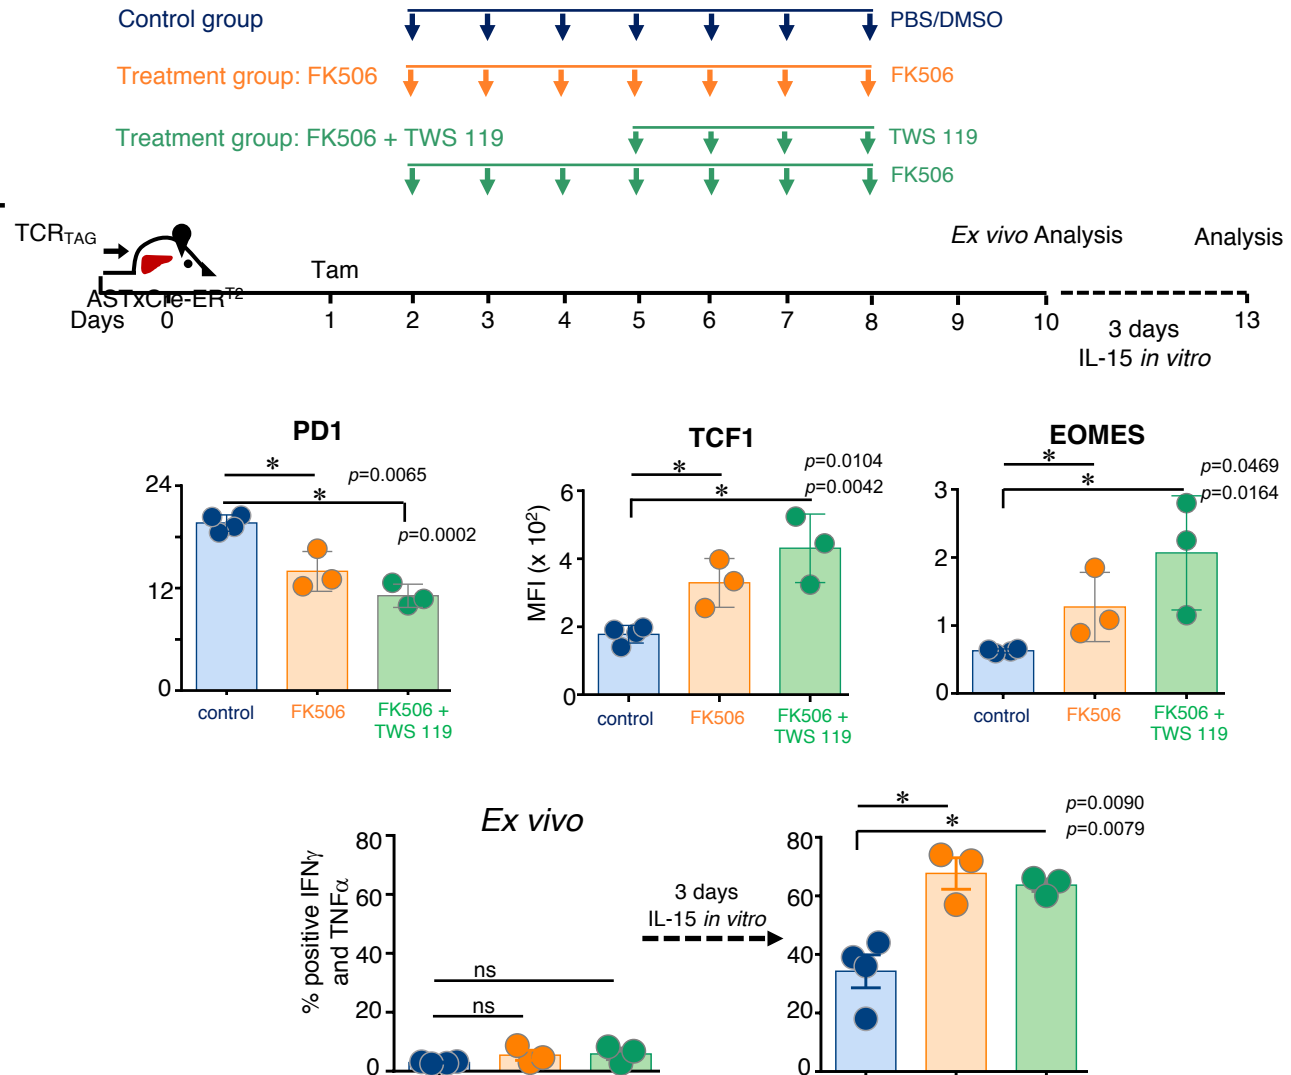 Control group
PBS/DMSO
Treatment group: FK506
FK506
Treatment group: FK506 + TWS 119
TWS 119
FK506
TCRTAG
Ex vivo Analysis
Analysis
Tam
ASTxCre-ERT2
Days 0 1 2 3 4 5 6 7 8 9 10 13
3 days
IL-15 in vitro
PD1
*
p=0.0065
*
p=0.0002
24
12
0
control
FK506
FK506 +
TWS 119
TCF1
*
p=0.0104
*
p=0.0042
MFI (x 10²)
6
4
2
0
control
FK506
FK506 +
TWS 119
EOMES
*
p=0.0469
*
p=0.0164
3
2
1
0
control
FK506
FK506 +
TWS 119
Ex vivo
% positive IFNγ
and TNFα
80
60
40
20
0
ns
ns
3 days
IL-15 in vitro
*
p=0.0090
*
p=0.0079
80
60
40
20
0